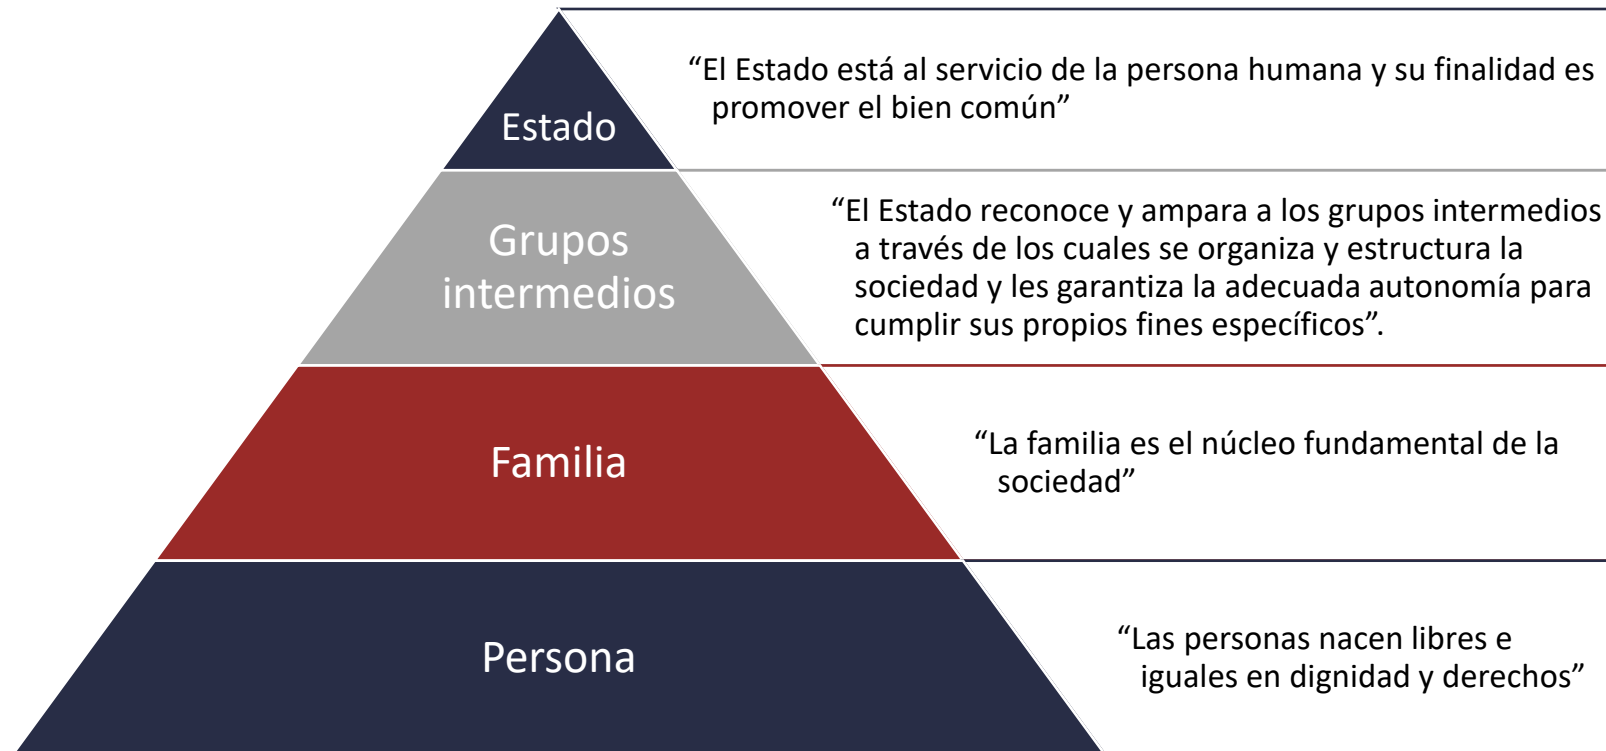 Estado
“El Estado está al servicio de la persona humana y su finalidad es
promover el bien común”
Grupos
intermedios
“El Estado reconoce y ampara a los grupos intermedios
a través de los cuales se organiza y estructura la
sociedad y les garantiza la adecuada autonomía para
cumplir sus propios fines específicos”.
Familia
“La familia es el núcleo fundamental de la
sociedad”
Persona
“Las personas nacen libres e
iguales en dignidad y derechos”